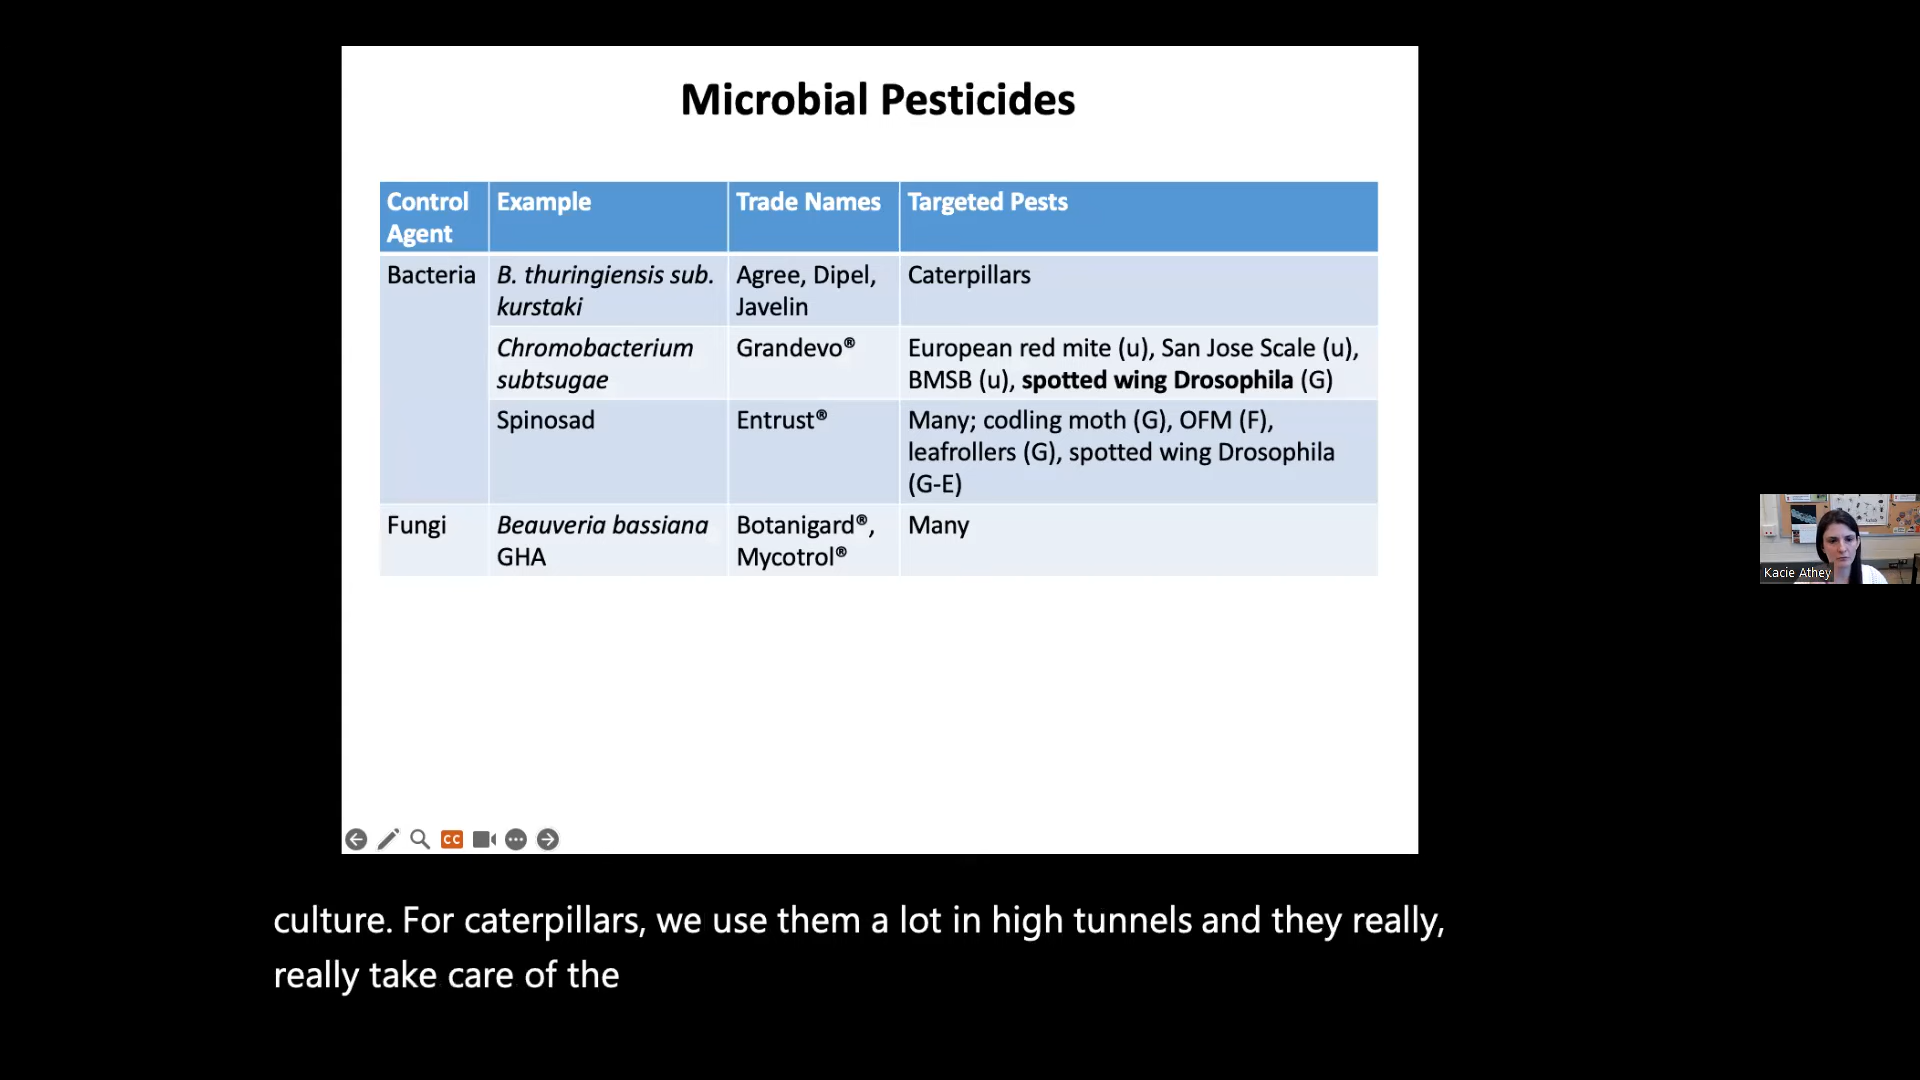 Microbial Pesticides
Control Agent
Example
Trade Names
Targeted Pests
Bacteria
B. thuringiensis sub.
kurstaki
Agree, Dipel,
Javelin
Caterpillars
Chromobacterium
subtsugae
Grandevo®
European red mite (u), San Jose Scale (u),
BMSB (u), spotted wing Drosophila (G)
Spinosad
Entrust®
Many; codling moth (G), OFM (F),
leafrollers (G), spotted wing Drosophila
(G-E)
Fungi
Beauveria bassiana
GHA
Botanigard®,
Mycotrol®
Many
CC
Kacie Athey
culture. For caterpillars, we use them a lot in high tunnels and they really,
really take care of the